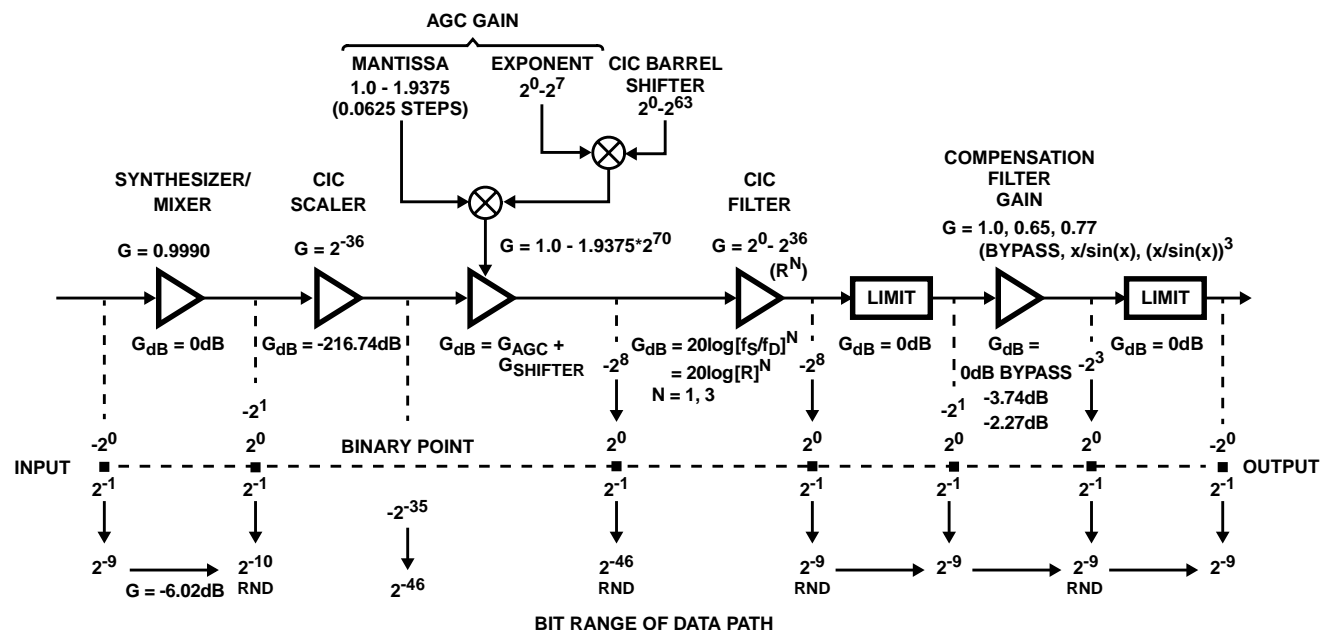 AGC GAIN
MANTISSA
1.0 - 1.9375
(0.0625 STEPS)
EXPONENT
2^0-2^7
CIC BARREL
SHIFTER
2^0-2^63
SYNTHESIZER/
MIXER
CIC
SCALER
CIC
FILTER
COMPENSATION
FILTER
GAIN
G = 0.9990
G = 2^-36
G = 1.0 - 1.9375*2^70
G = 2^0- 2^36
(R^N)
G = 1.0, 0.65, 0.77
(BYPASS, x/sin(x), (x/sin(x))^3
LIMIT
LIMIT
G_dB = 0dB
G_dB = -216.74dB
G_dB = G_AGC +
G_SHIFTER
G_dB = 20log[f_S/f_D]^N
= 20log[R]^N
N = 1, 3
G_dB = 0dB
G_dB =
0dB BYPASS
-3.74dB
-2.27dB
G_dB = 0dB
-2^8
-2^8
-2^3
-2^1
-2^1
-2^0
2^0
BINARY POINT
2^0
2^0
2^0
2^0
-2^0
INPUT
OUTPUT
2^-1
2^-1
2^-1
2^-1
2^-1
2^-1
2^-1
-2^-35
2^-9
G = -6.02dB
2^-10
RND
2^-46
2^-46
RND
2^-9
RND
2^-9
2^-9
RND
2^-9
BIT RANGE OF DATA PATH